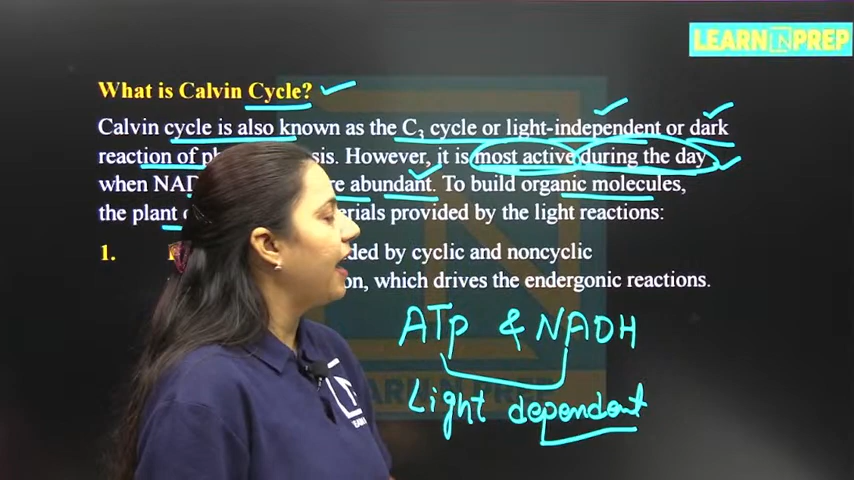 LEARN N PREP
What is Calvin Cycle?
Calvin cycle is also known as the C₃ cycle or light-independent or dark
reaction of ph sis. However, it is most active during the day
when NAD re abundant. To build organic molecules,
the plant rials provided by the light reactions:
1. ded by cyclic and noncyclic
on, which drives the endergonic reactions.
ATP & NADH
Light dependent